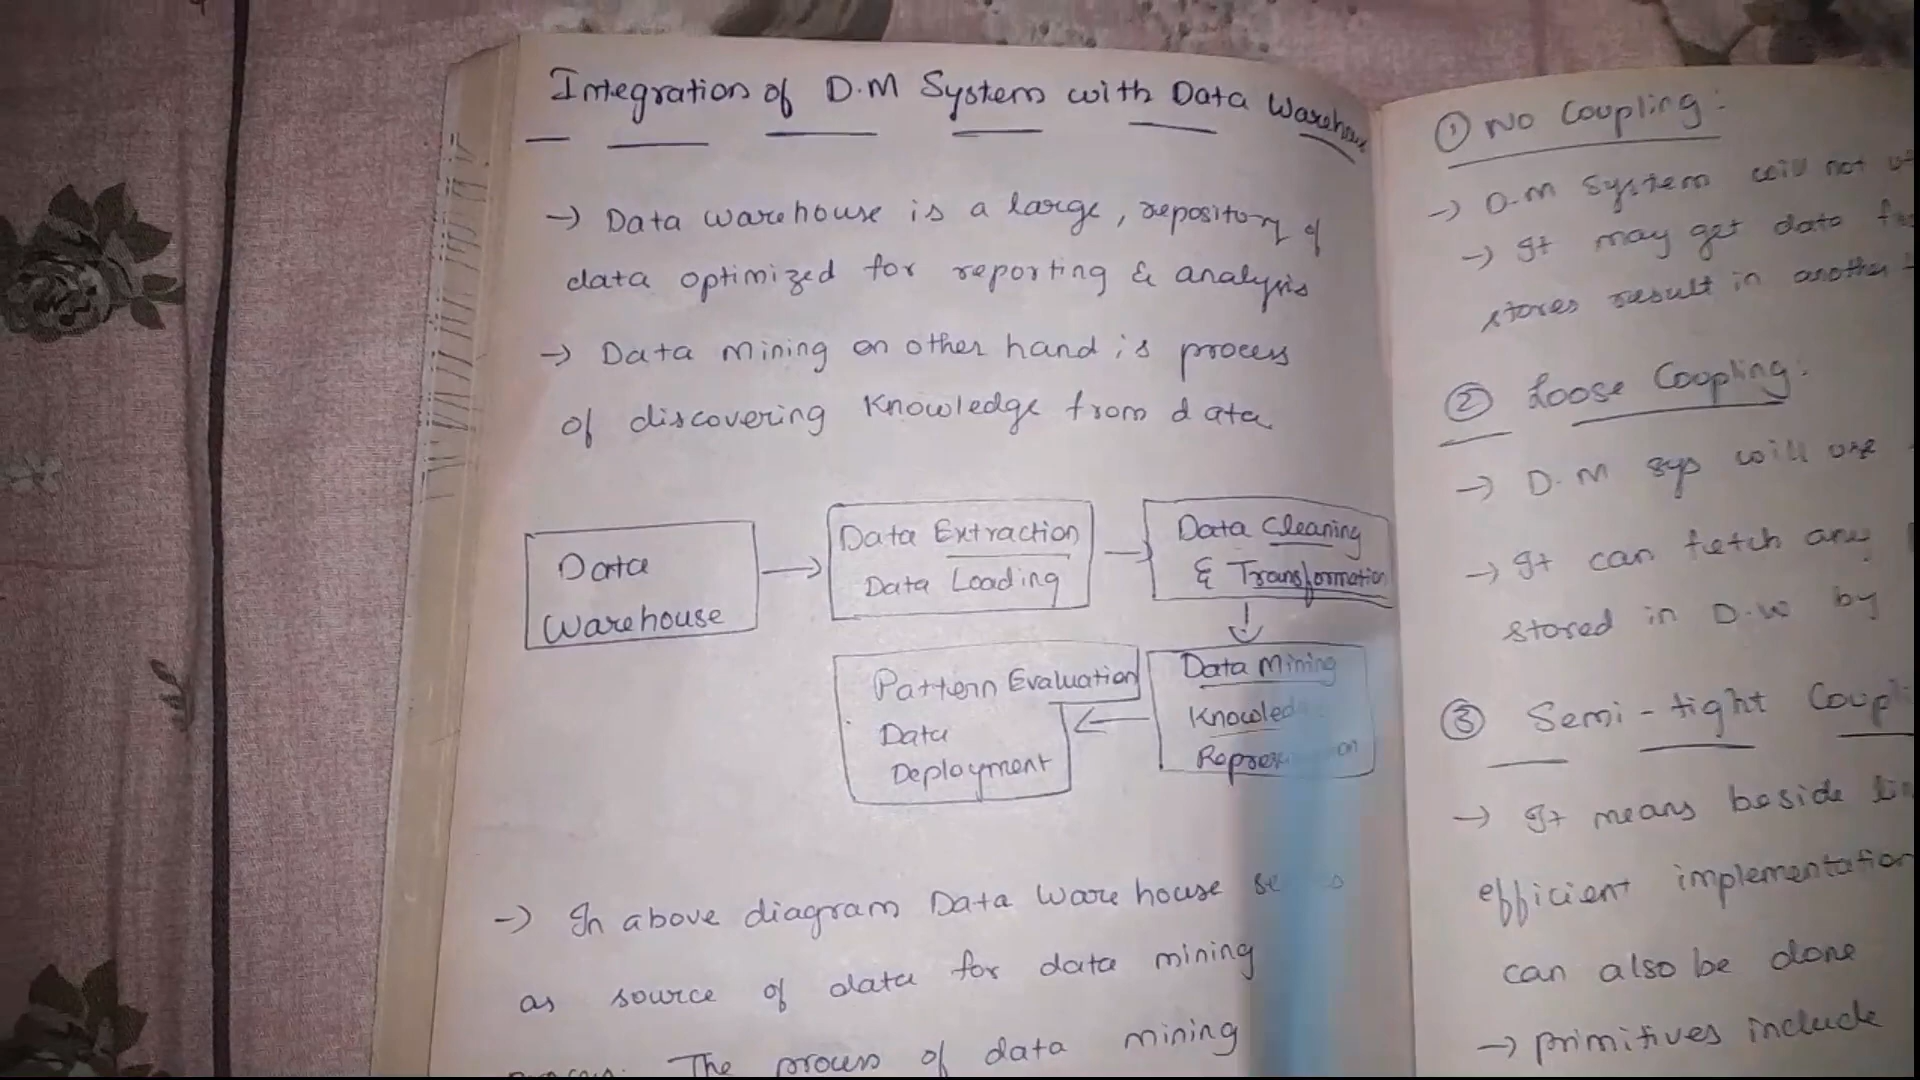 Integration of D.M System with Data
→ Data warehouse is a large, repository of
data optimized for reporting & analysis
→ Data Mining on other hand is process
of discovering knowledge from data
Data
Warehouse
Data Extraction
Data Loading
Data Cleaning
& Transformation
Data Mining
Pattern Evaluation
Data
Deployment
→ In above diagram Data Warehouse
as source of data for data mining
The process of data mining
① No Coupling:
→ D.M System will not
→ It may get data
stores result in another
② Loose Coupling:
→ D.M sys will use
→ It can fetch any
stored in D.W by
③ Semi-tight
→ It means beside
efficient implementation
can also be done
→ primitives include